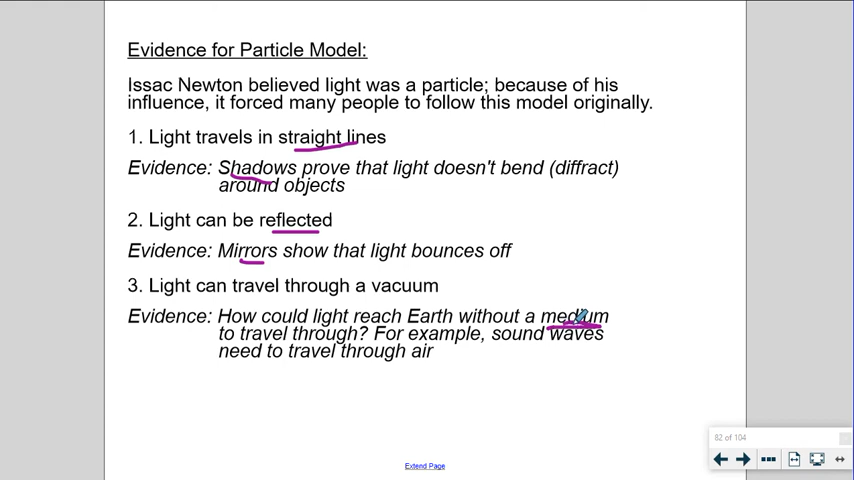 Evidence for Particle Model:
Issac Newton believed light was a particle; because of his
influence, it forced many people to follow this model originally.
1. Light travels in straight lines
Evidence: Shadows prove that light doesn't bend (diffract)
around objects
2. Light can be reflected
Evidence: Mirrors show that light bounces off
3. Light can travel through a vacuum
Evidence: How could light reach Earth without a medium
to travel through? For example, sound waves
need to travel through air
82 of 104
Extend Page